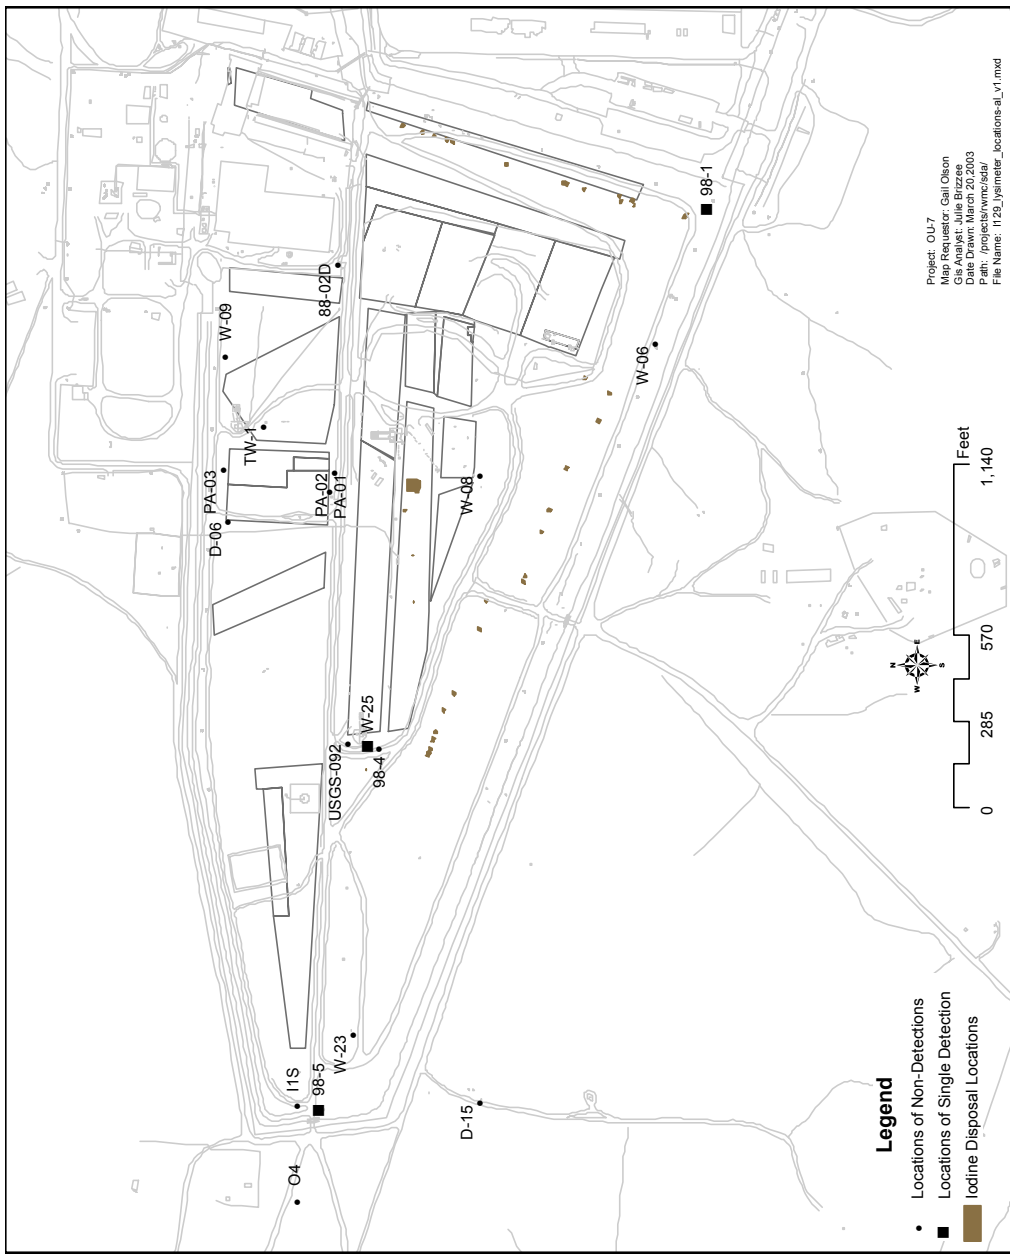 Project: OU-7
Map Requestor: Gail Olson
Gis Analyst: Julie Brizzee
Date Drawn: March 20,2003
Path: /projects/rwmc/sda/
File Name: I129_lysimeter_locations-al_v1.mxd
O4
I1S
98-5
W-23
D-15
USGS-092
W-25
98-4
D-06
PA-03
PA-02
PA-01
TW-1
W-09
88-02D
W-08
W-06
98-1
N
W
E
S
0
285
570
1,140
Feet
Legend
Locations of Non-Detections
Locations of Single Detection
Iodine Disposal Locations